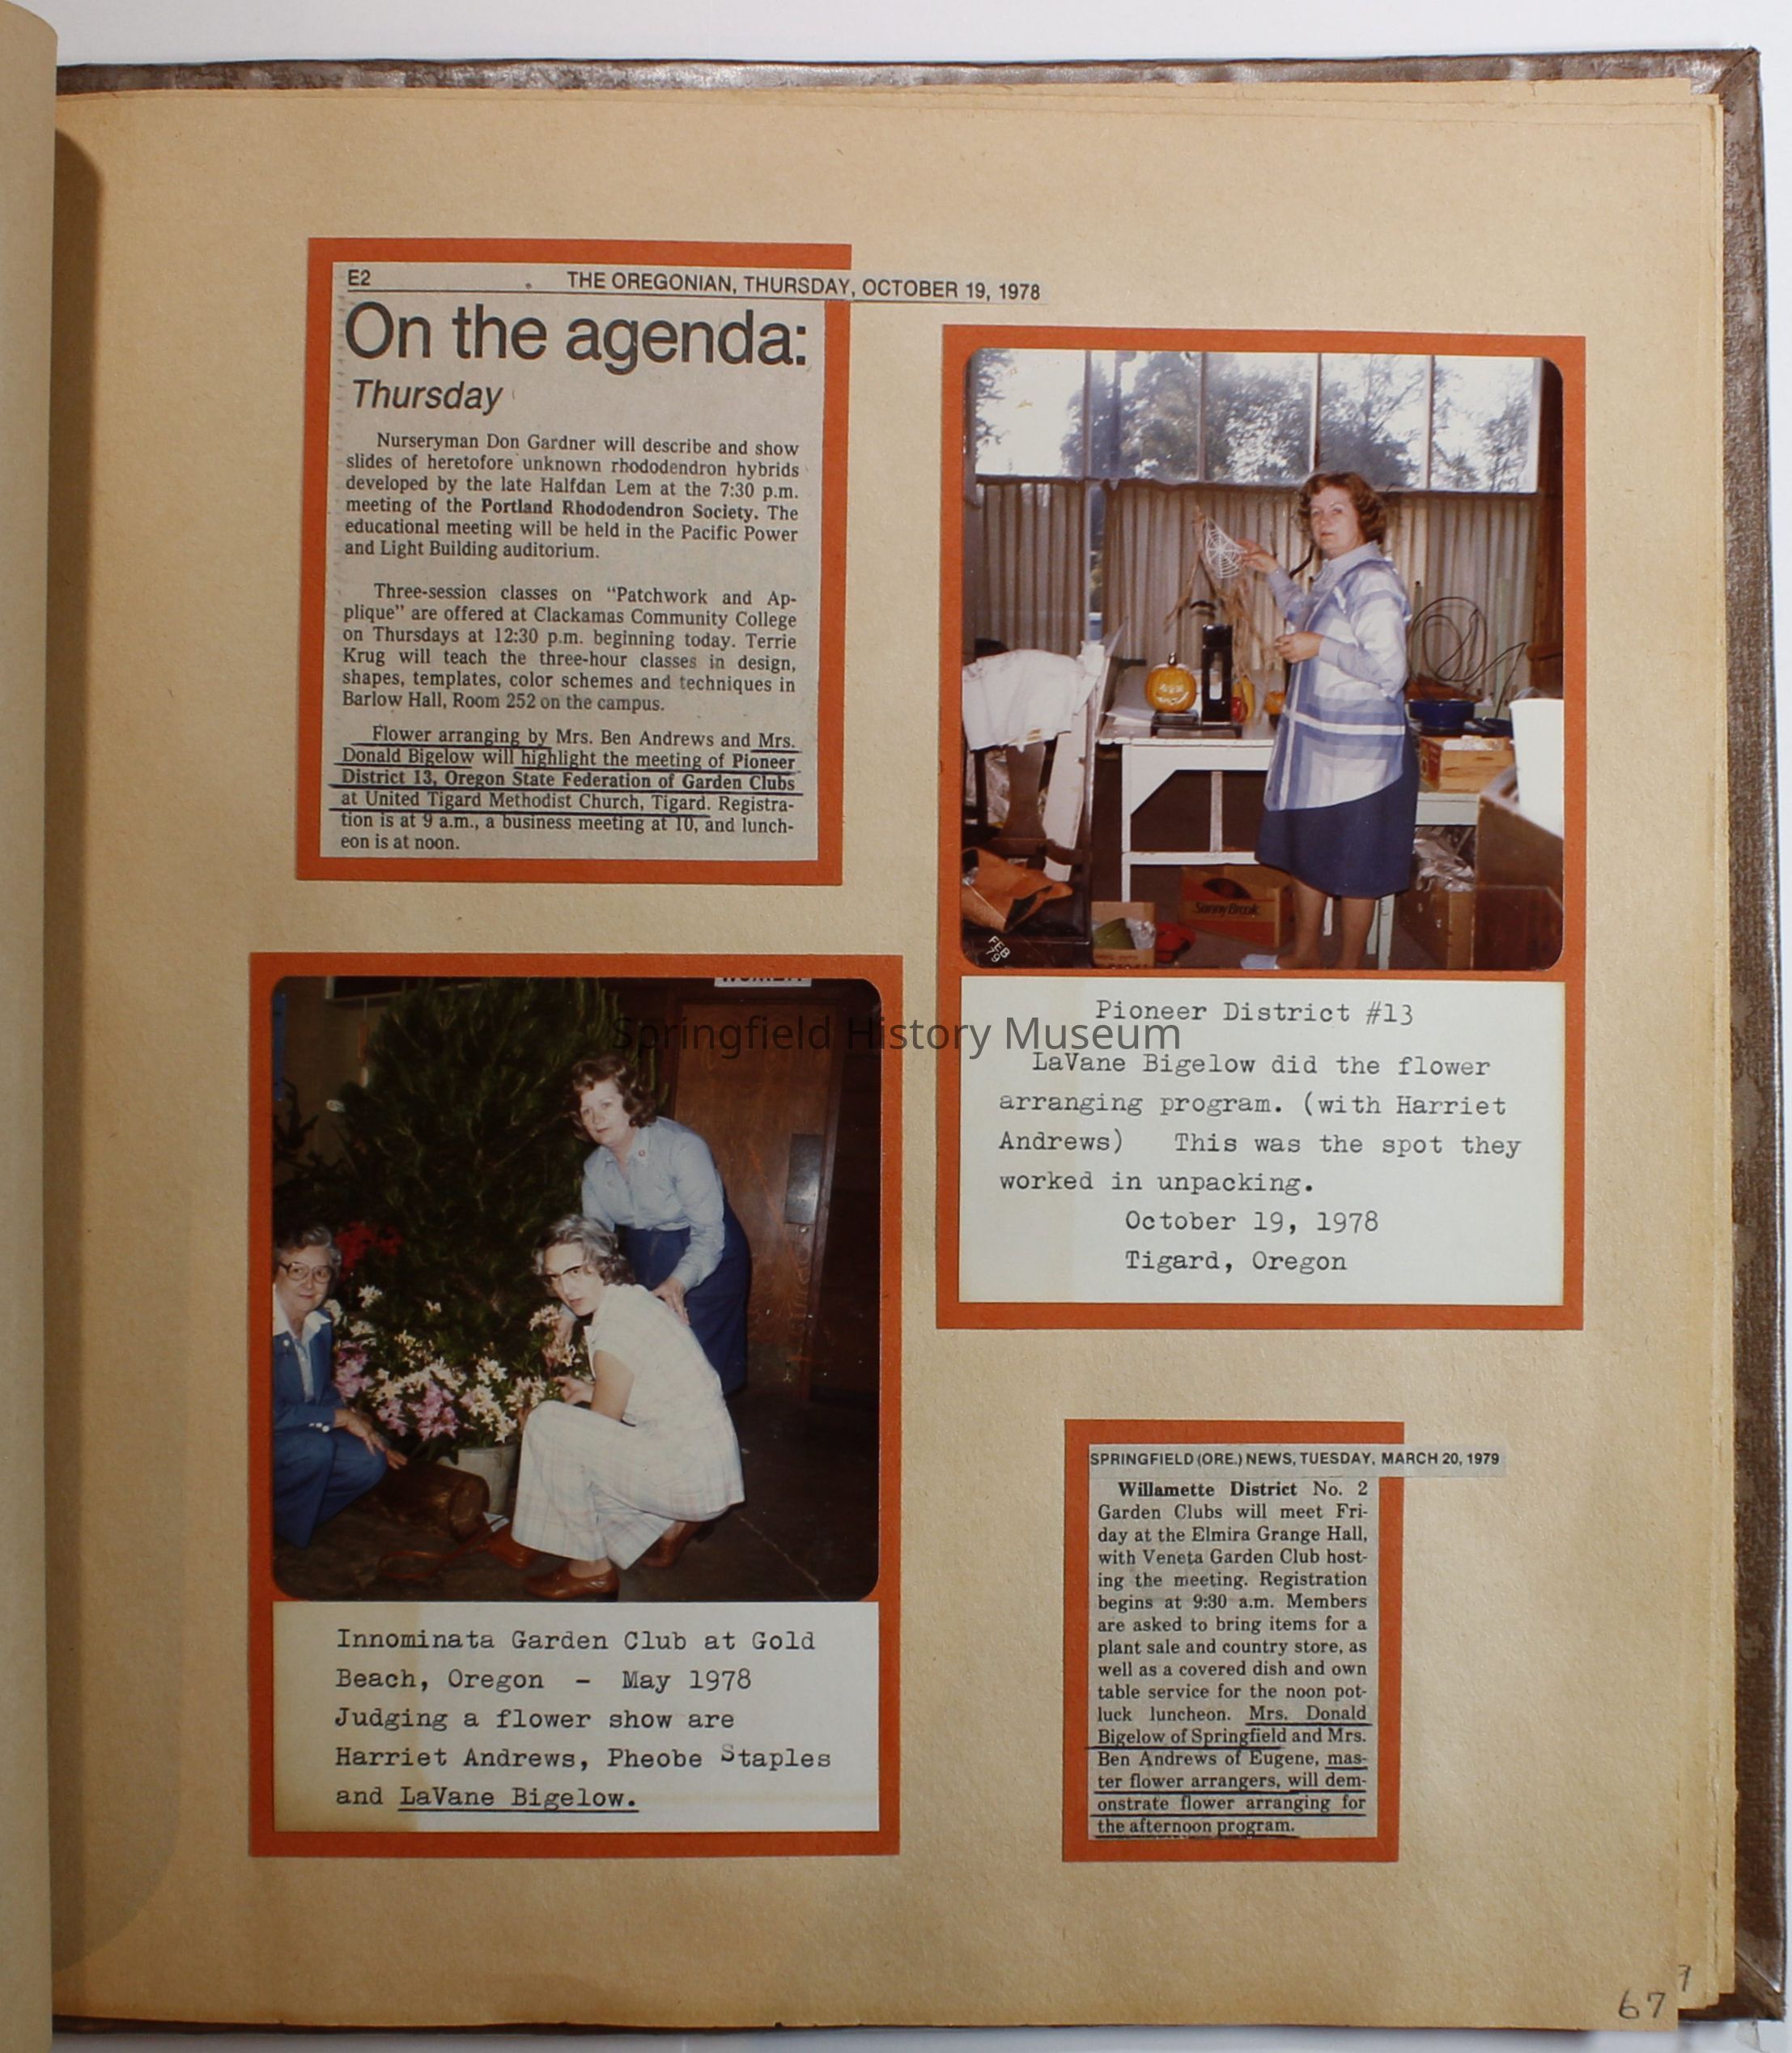 E2 THE OREGONIAN, THURSDAY, OCTOBER 19, 1978
On the agenda:
Thursday
Nurseryman Don Gardner will describe and show
slides of heretofore unknown rhododendron hybrids
developed by the late Halfdan Lem at the 7:30 p.m.
meeting of the Portland Rhododendron Society. The
educational meeting will be held in the Pacific Power
and Light Building auditorium.
Three-session classes on “Patchwork and Ap-
plique” are offered at Clackamas Community College
on Thursdays at 12:30 p.m. beginning today. Terrie
Krug will teach the three-hour classes in design,
shapes, templates, color schemes and techniques in
Barlow Hall, Room 252 on the campus.
Flower arranging by Mrs. Ben Andrews and Mrs.
Donald Bigelow will highlight the meeting of Pioneer
District 13, Oregon State Federation of Garden Clubs
at United Tigard Methodist Church, Tigard. Registra-
tion is at 9 a.m., a business meeting at 10, and lunch-
eon is at noon.
Sunny Brook
FEB
79
Pioneer District #13
LaVane Bigelow did the flower
arranging program. (with Harriet
Andrews) This was the spot they
worked in unpacking.
October 19, 1978
Tigard, Oregon
Springfield History Museum
Innominata Garden Club at Gold
Beach, Oregon - May 1978
Judging a flower show are
Harriet Andrews, Pheobe Staples
and LaVane Bigelow.
SPRINGFIELD (ORE.) NEWS, TUESDAY, MARCH 20, 1979
Willamette District No. 2
Garden Clubs will meet Fri-
day at the Elmira Grange Hall,
with Veneta Garden Club host-
ing the meeting. Registration
begins at 9:30 a.m. Members
are asked to bring items for a
plant sale and country store, as
well as a covered dish and own
table service for the noon pot-
luck luncheon. Mrs. Donald
Bigelow of Springfield and Mrs.
Ben Andrews of Eugene, mas-
ter flower arrangers, will dem-
onstrate flower arranging for
the afternoon program.
67